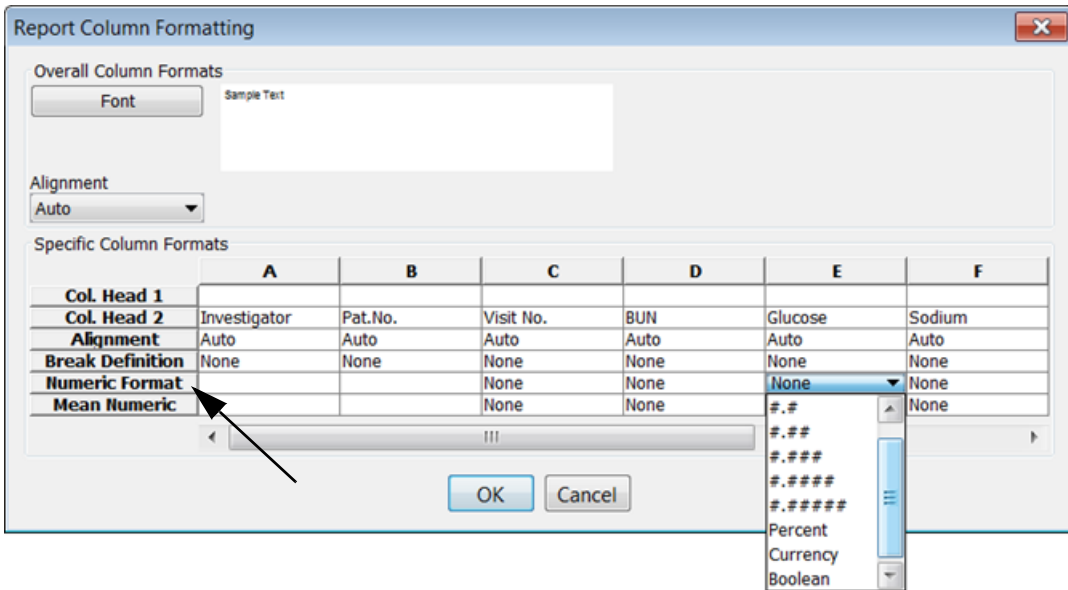 Report Column Formatting
Overall Column Formats
Font
Sample Text
Alignment
Auto
Specific Column Formats
A B C D E F
Col. Head 1
Col. Head 2 Investigator Pat.No. Visit No. BUN Glucose Sodium
Alignment Auto Auto Auto Auto Auto Auto
Break Definition None None None None None None
Numeric Format None None None None
Mean Numeric None None None
#.#
#.##
#.###
#.####
#.#####
Percent
Currency
Boolean
OK Cancel